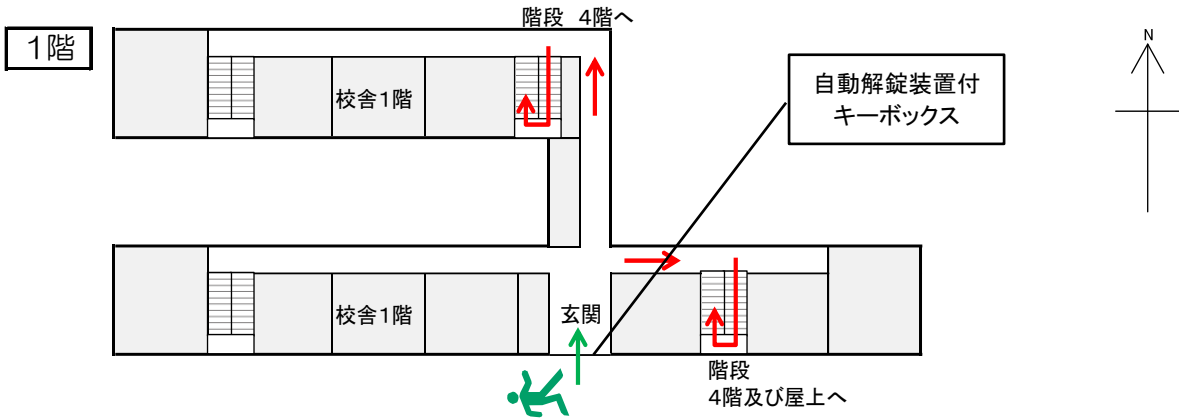 階段 4階へ
1階
N
自動解錠装置付
キーボックス
校舎1階
校舎1階
玄関
階段
4階及び屋上へ